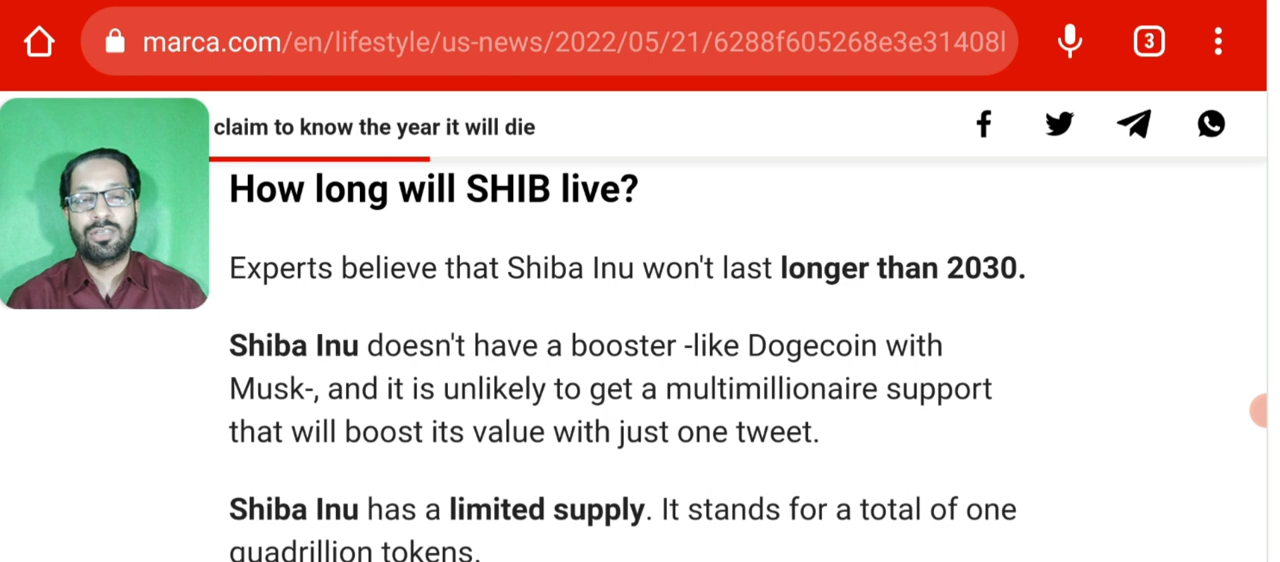 marca.com/en/lifestyle/us-news/2022/05/21/6288f605268e3e31408
3
claim to know the year it will die
How long will SHIB live?
Experts believe that Shiba Inu won't last longer than 2030.
Shiba Inu doesn't have a booster -like Dogecoin with
Musk-, and it is unlikely to get a multimillionaire support
that will boost its value with just one tweet.
Shiba Inu has a limited supply. It stands for a total of one
quadrillion tokens.